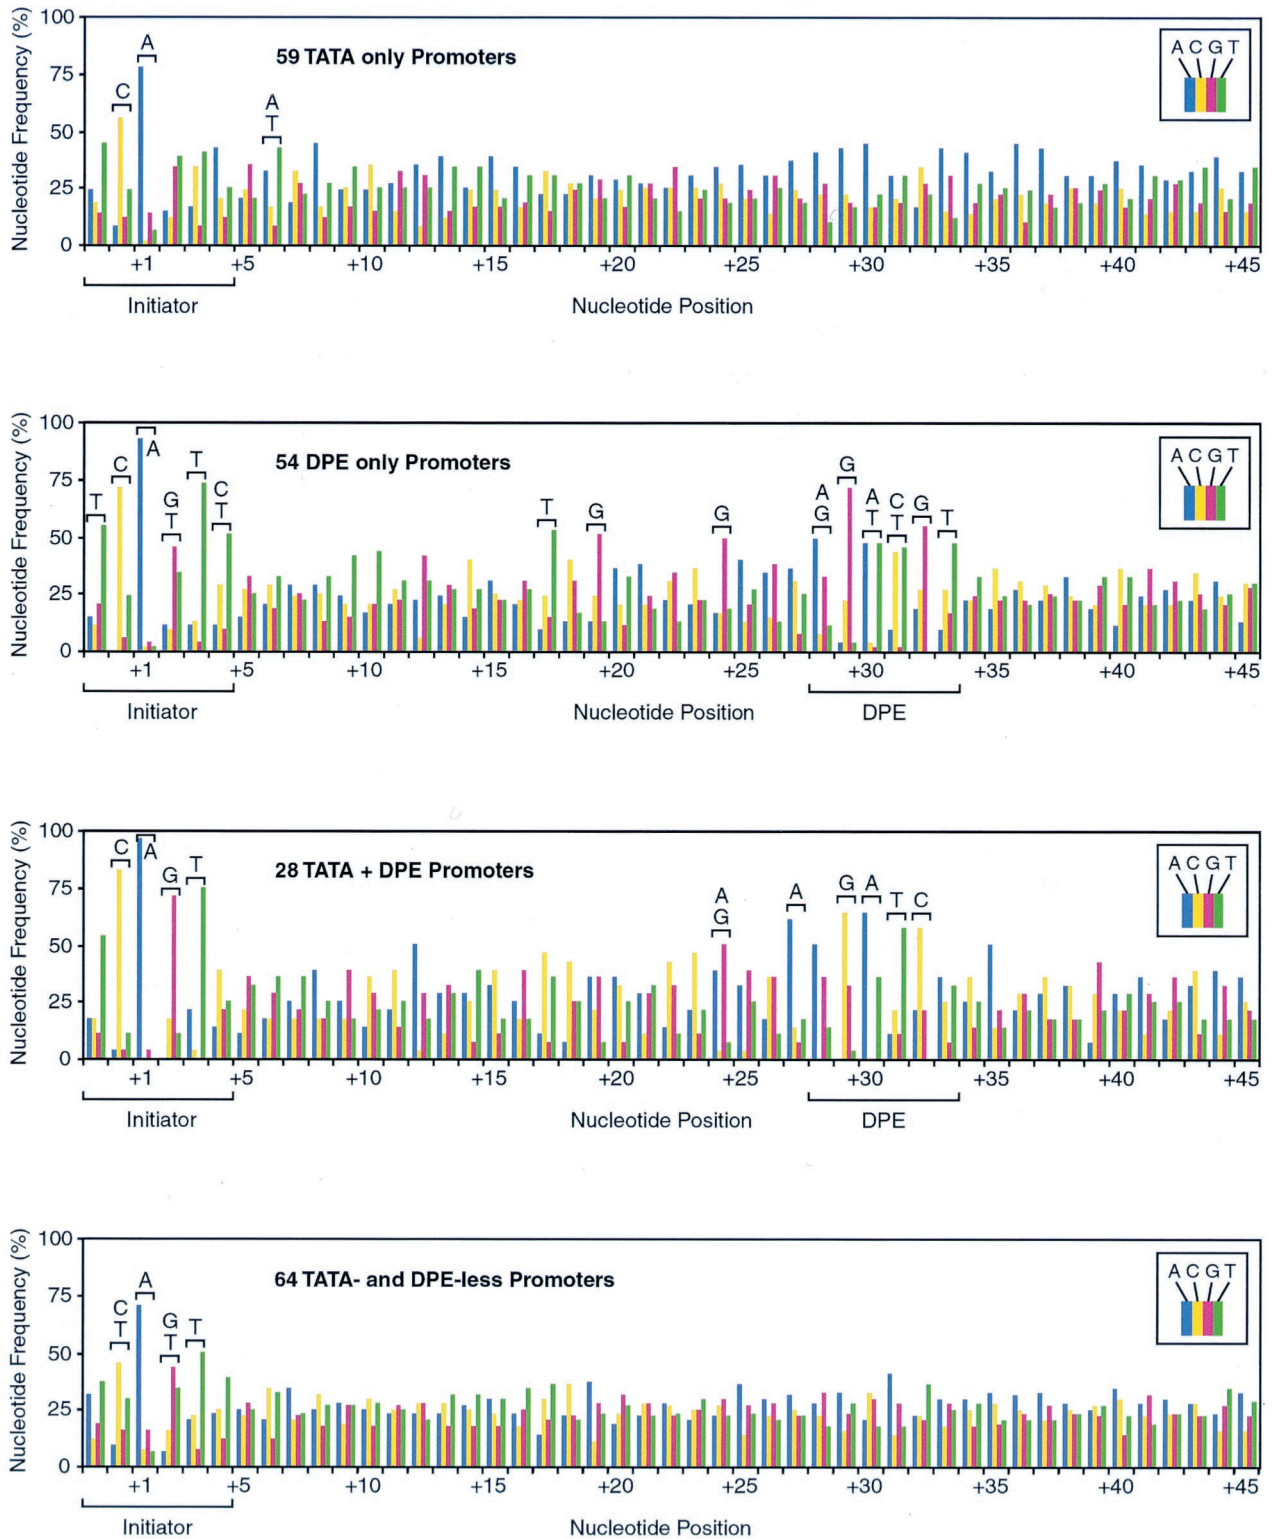 Nucleotide Frequency (%)
100
75
50
25
0
59 TATA only Promoters
C
A
A
T
A C G T
+1 +5 +10 +15 +20 +25 +30 +35 +40 +45
Initiator
Nucleotide Position
Nucleotide Frequency (%)
100
75
50
25
0
54 DPE only Promoters
T
C
A
G
T
T
C
T
T
G
G
A
G
G
A
T
C
T
G
T
A C G T
+1 +5 +10 +15 +20 +25 +30 +35 +40 +45
Initiator
Nucleotide Position
DPE
Nucleotide Frequency (%)
100
75
50
25
0
28 TATA + DPE Promoters
C
A
G
T
A
G
A
G
A
T
C
A C G T
+1 +5 +10 +15 +20 +25 +30 +35 +40 +45
Initiator
Nucleotide Position
DPE
Nucleotide Frequency (%)
100
75
50
25
0
64 TATA- and DPE-less Promoters
C
T
A
G
T
T
A C G T
+1 +5 +10 +15 +20 +25 +30 +35 +40 +45
Initiator
Nucleotide Position